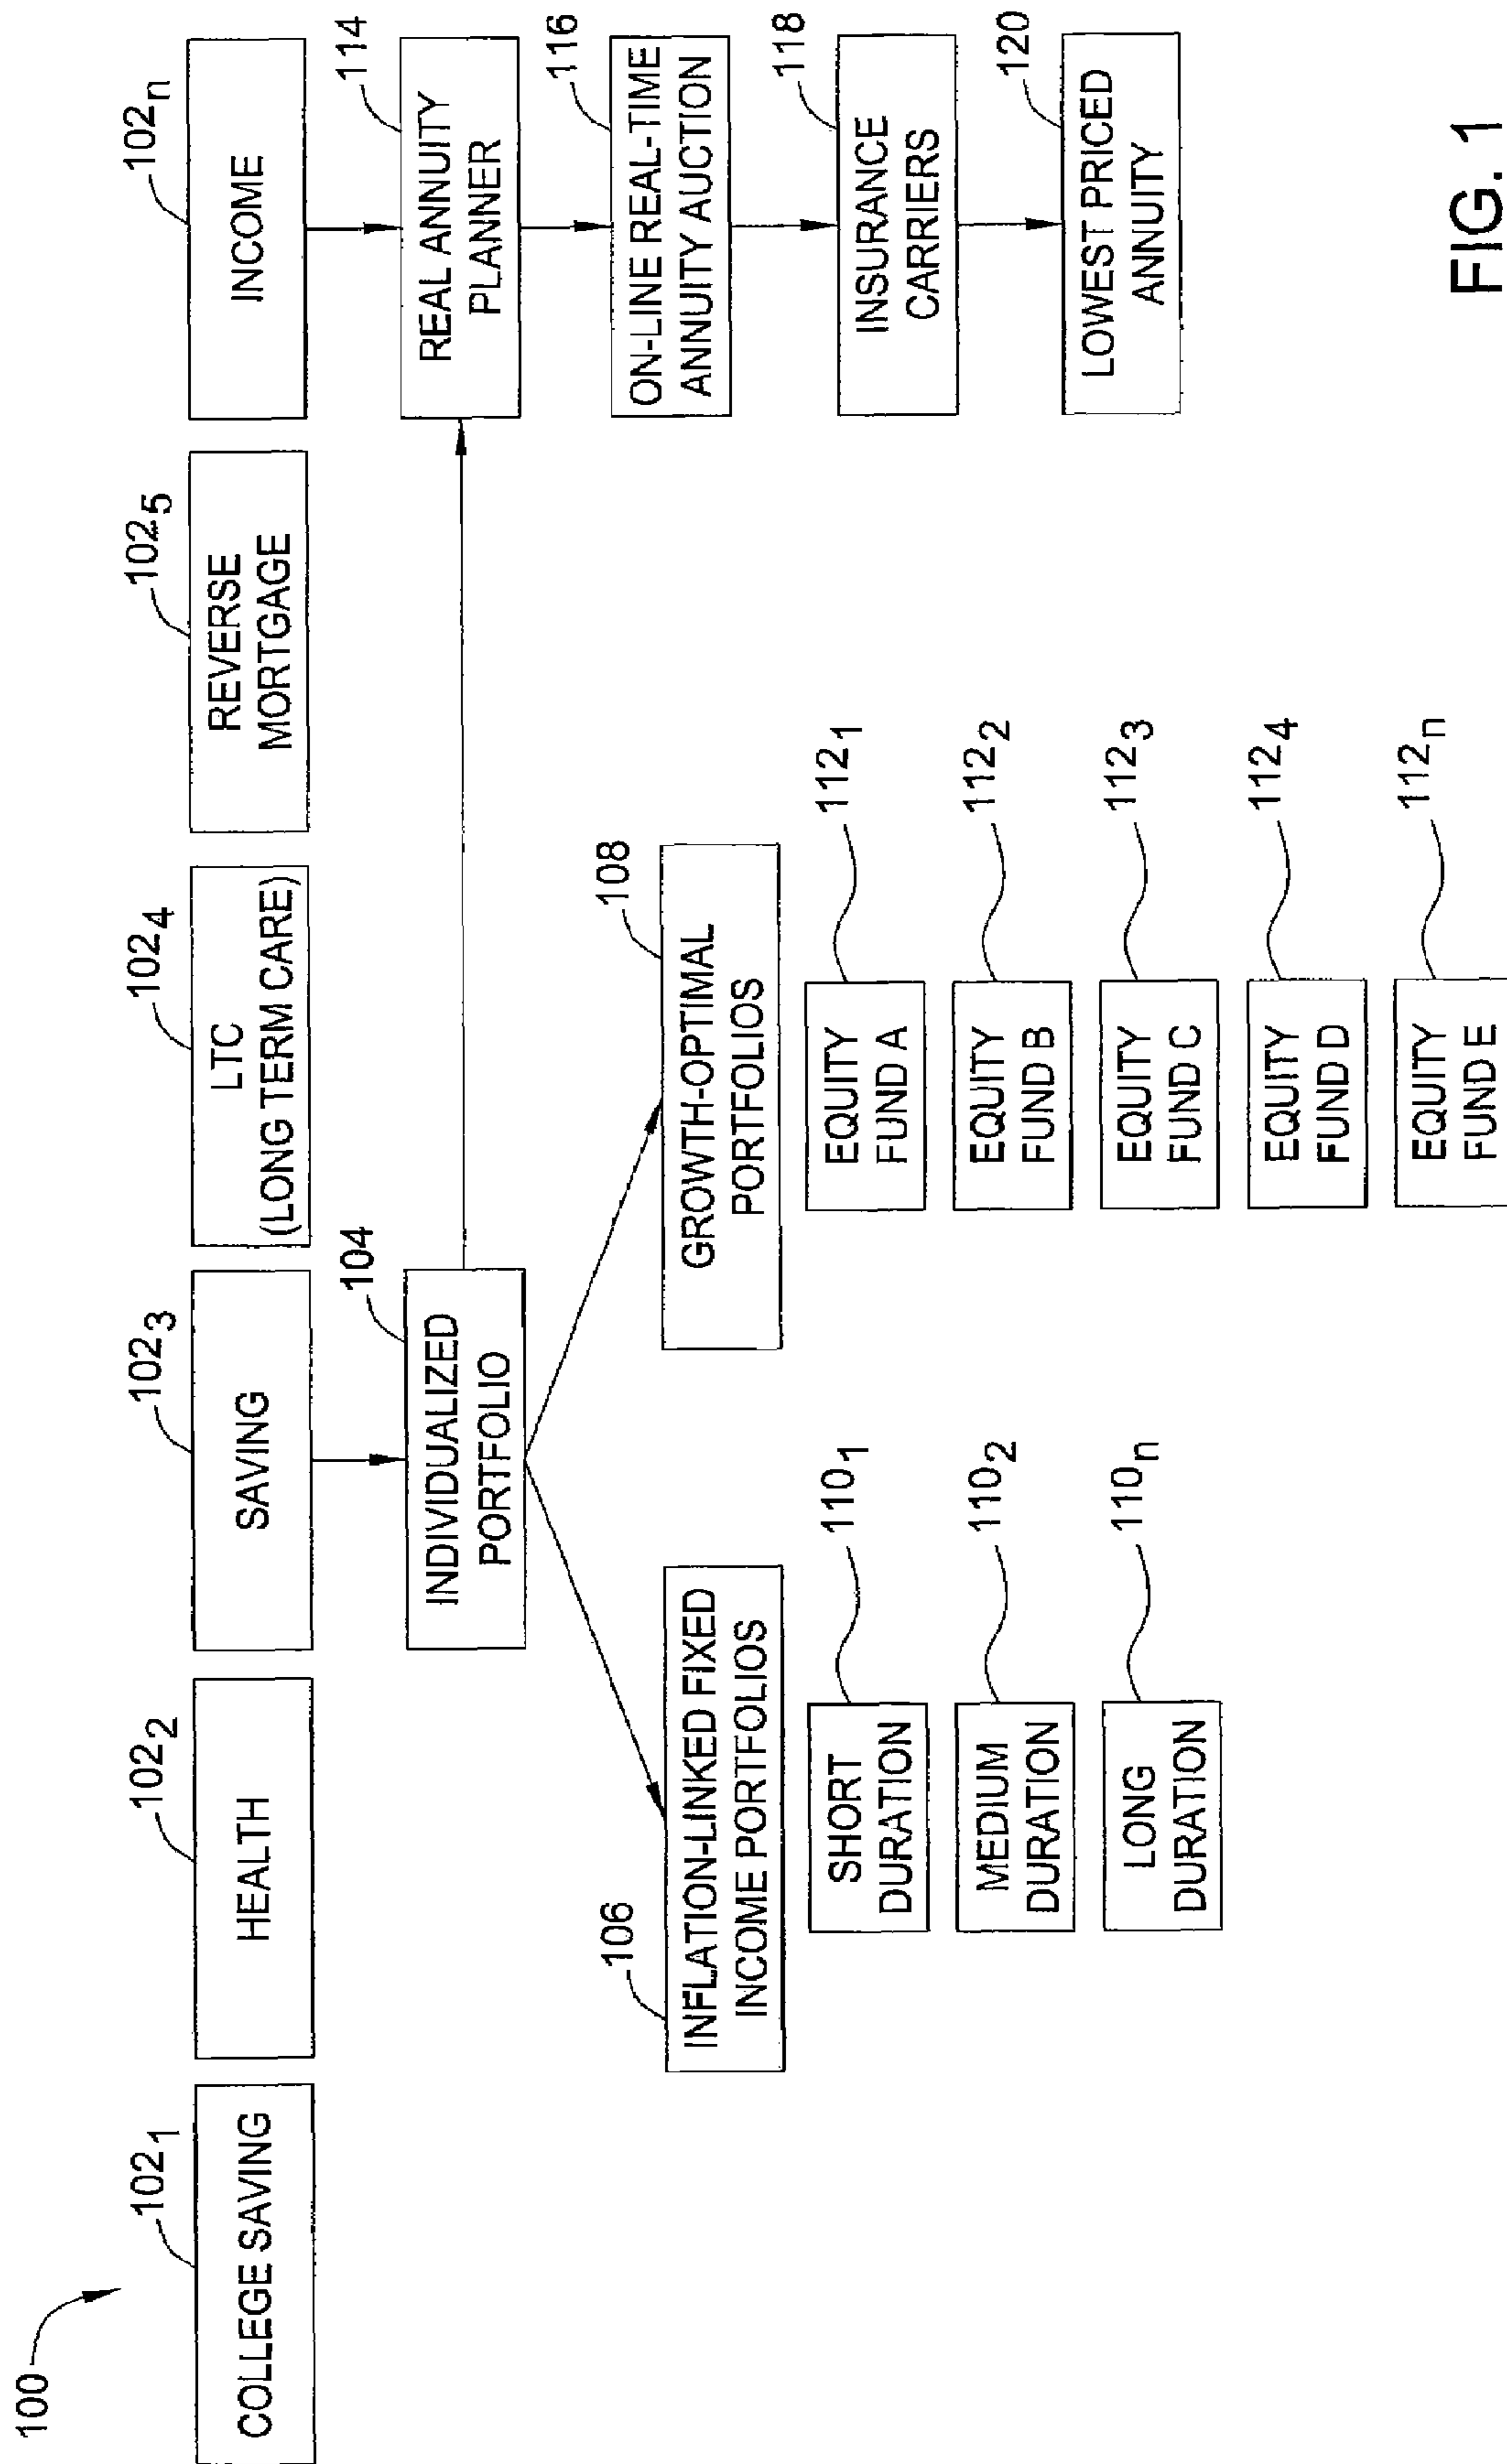 100
102₁
COLLEGE SAVING
102₂
HEALTH
102₃
SAVING
102₄
LTC
(LONG TERM CARE)
102₅
REVERSE
MORTGAGE
102ₙ
INCOME
104
INDIVIDUALIZED
PORTFOLIO
114
REAL ANNUITY
PLANNER
116
ON-LINE REAL-TIME
ANNUITY AUCTION
118
INSURANCE
CARRIERS
120
LOWEST PRICED
ANNUITY
106
INFLATION-LINKED FIXED
INCOME PORTFOLIOS
108
GROWTH-OPTIMAL
PORTFOLIOS
SHORT
DURATION
110₁
MEDIUM
DURATION
110₂
LONG
DURATION
110ₙ
EQUITY
FUND A
112₁
EQUITY
FUND B
112₂
EQUITY
FUND C
112₃
EQUITY
FUND D
112₄
EQUITY
FUND E
112ₙ
FIG. 1